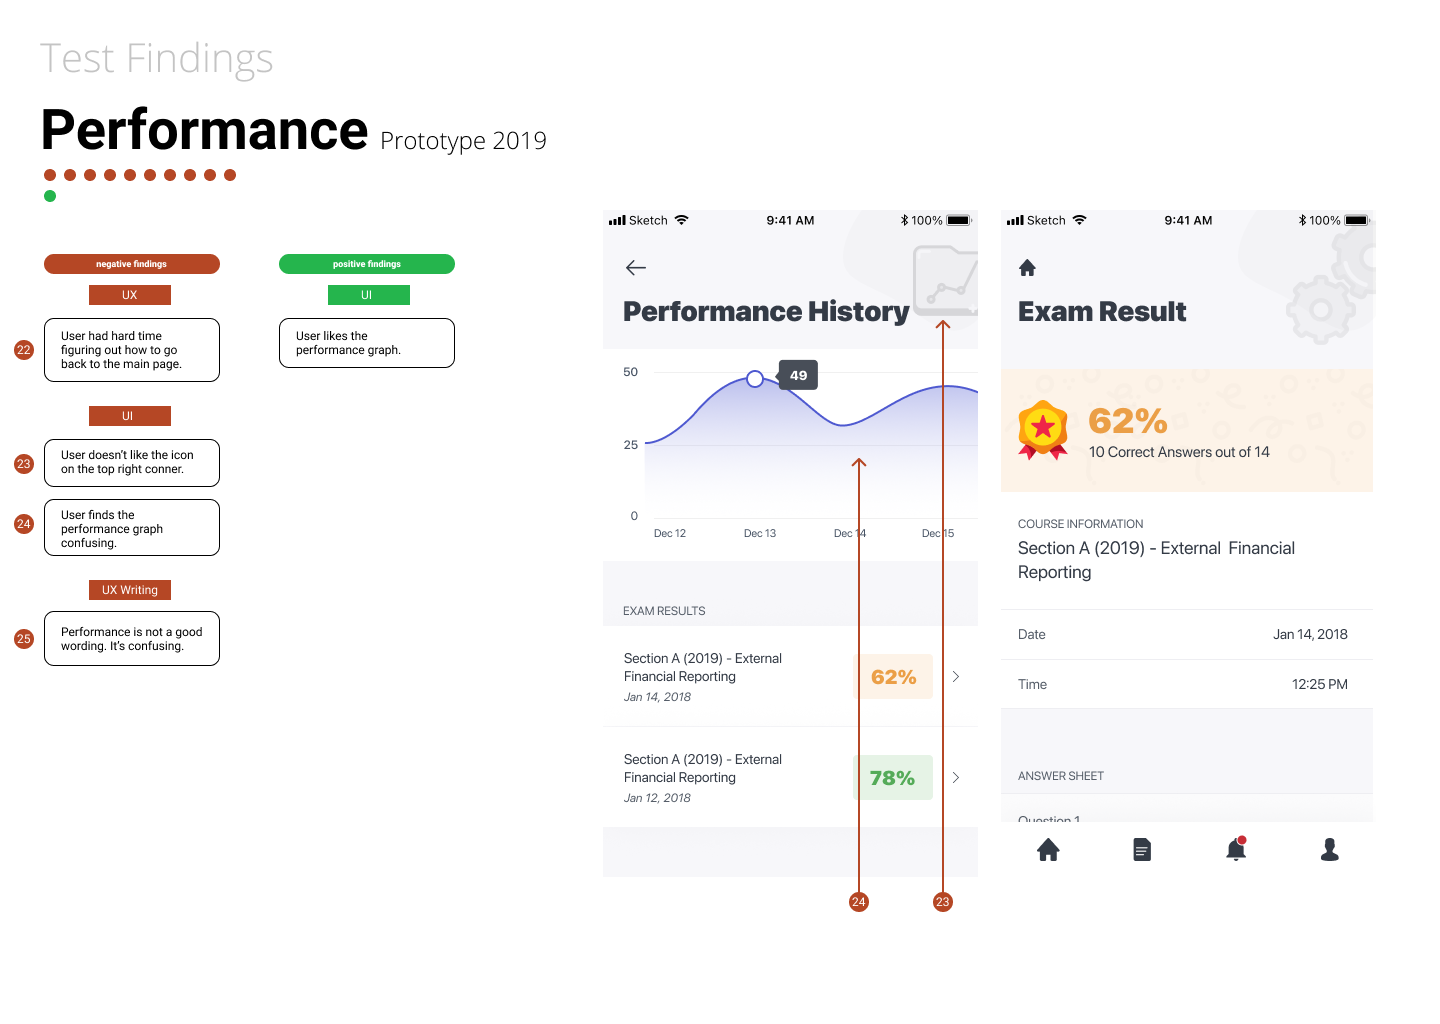 Test Findings
Performance Prototype 2019
negative findings
UX
22
User had hard time
figuring out how to go
back to the main page.
UI
23
User doesn't like the icon
on the top right conner.
24
User finds the
performance graph
confusing.
UX Writing
25
Performance is not a good
wording. It's confusing.
positive findings
UI
User likes the
performance graph.
Sketch 9:41 AM 100%
Performance History
50
49
25
0
Dec 12 Dec 13 Dec 14 Dec 15
EXAM RESULTS
Section A (2019) - External
Financial Reporting
62%
Jan 14, 2018
Section A (2019) - External
Financial Reporting
78%
Jan 12, 2018
24 23
Sketch 9:41 AM 100%
Exam Result
62%
10 Correct Answers out of 14
COURSE INFORMATION
Section A (2019) - External Financial
Reporting
Date Jan 14, 2018
Time 12:25 PM
ANSWER SHEET
Question 1